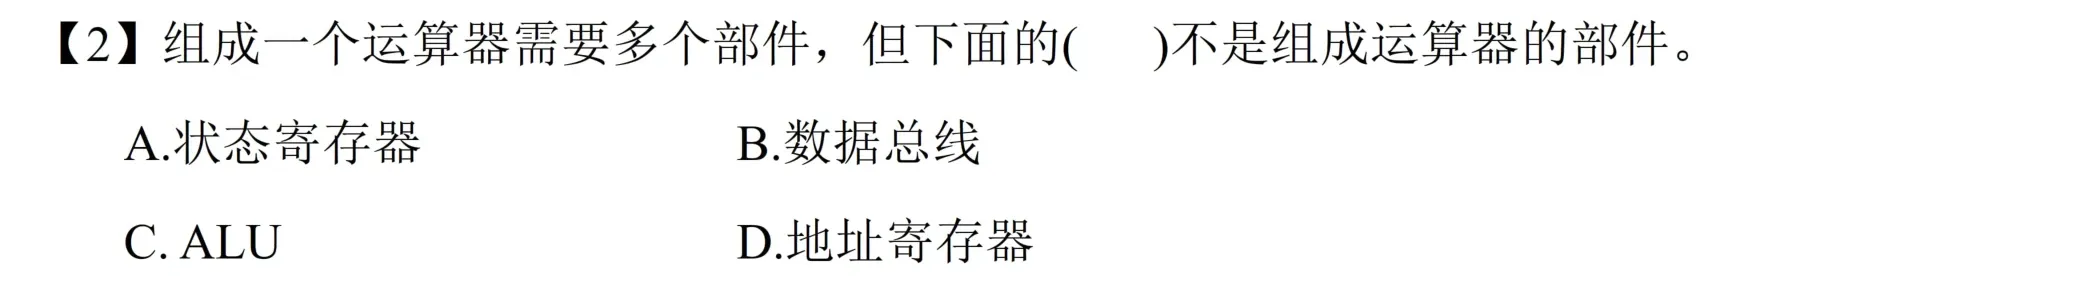 【2】组成一个运算器需要多个部件，但下面的(　)不是组成运算器的部件。
A.状态寄存器　B.数据总线
C. ALU　D.地址寄存器